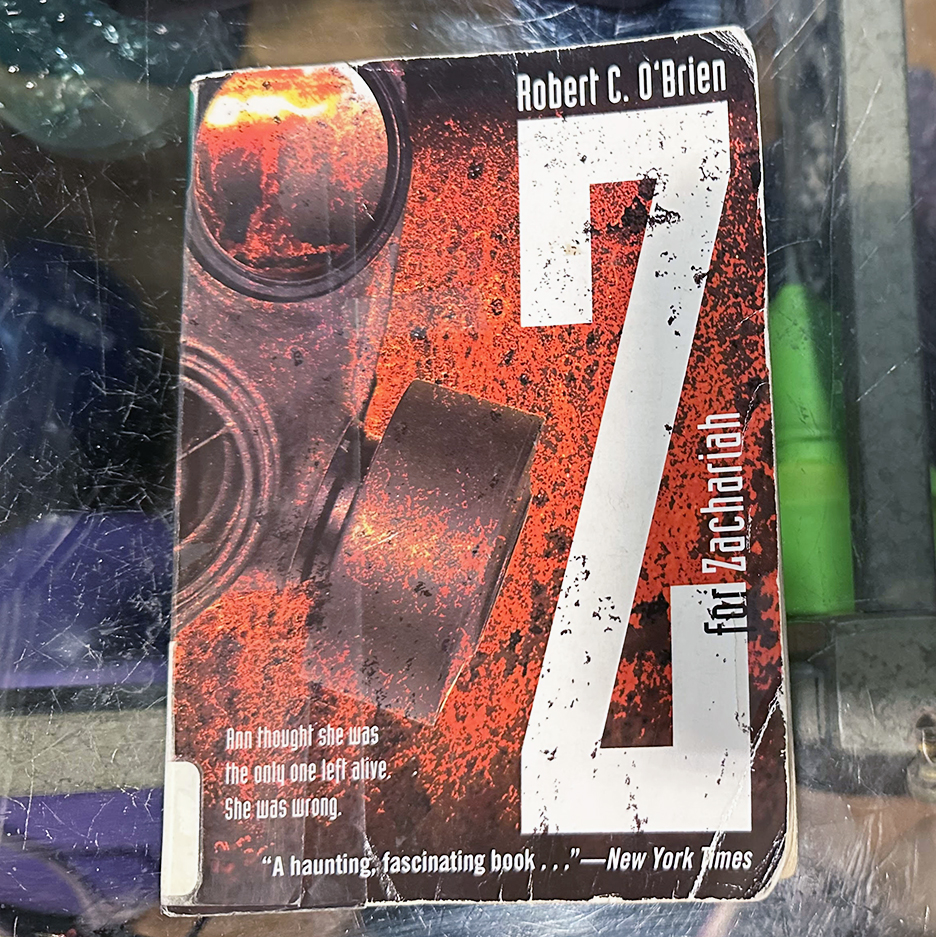 Robert C. O'Brien
Z
for Zachariah
Ann thought she was
the only one left alive.
She was wrong.
“A haunting, fascinating book . . .”—New York Times